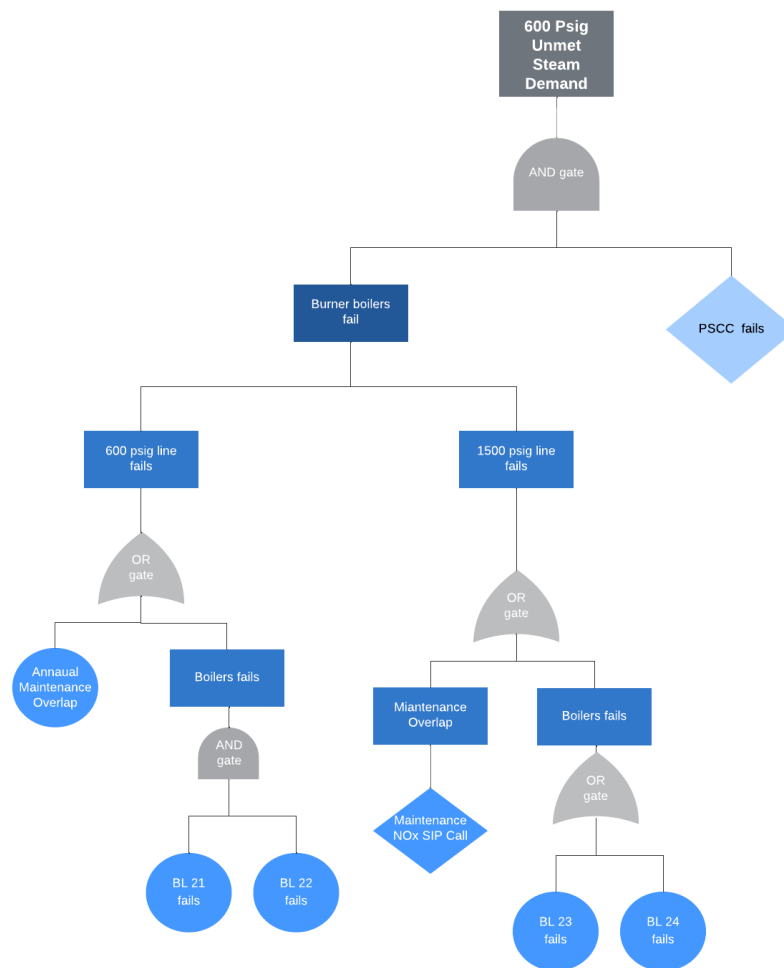 600 Psig
Unmet
Steam
Demand
AND gate
Burner boilers
fail
PSCC fails
600 psig line
fails
1500 psig line
fails
OR
gate
OR
gate
Annaual
Maintenance
Overlap
Boilers fails
Miantenance
Overlap
Boilers fails
AND
gate
OR
gate
Maintenance
NOx SIP Call
BL 21
fails
BL 22
fails
BL 23
fails
BL 24
fails